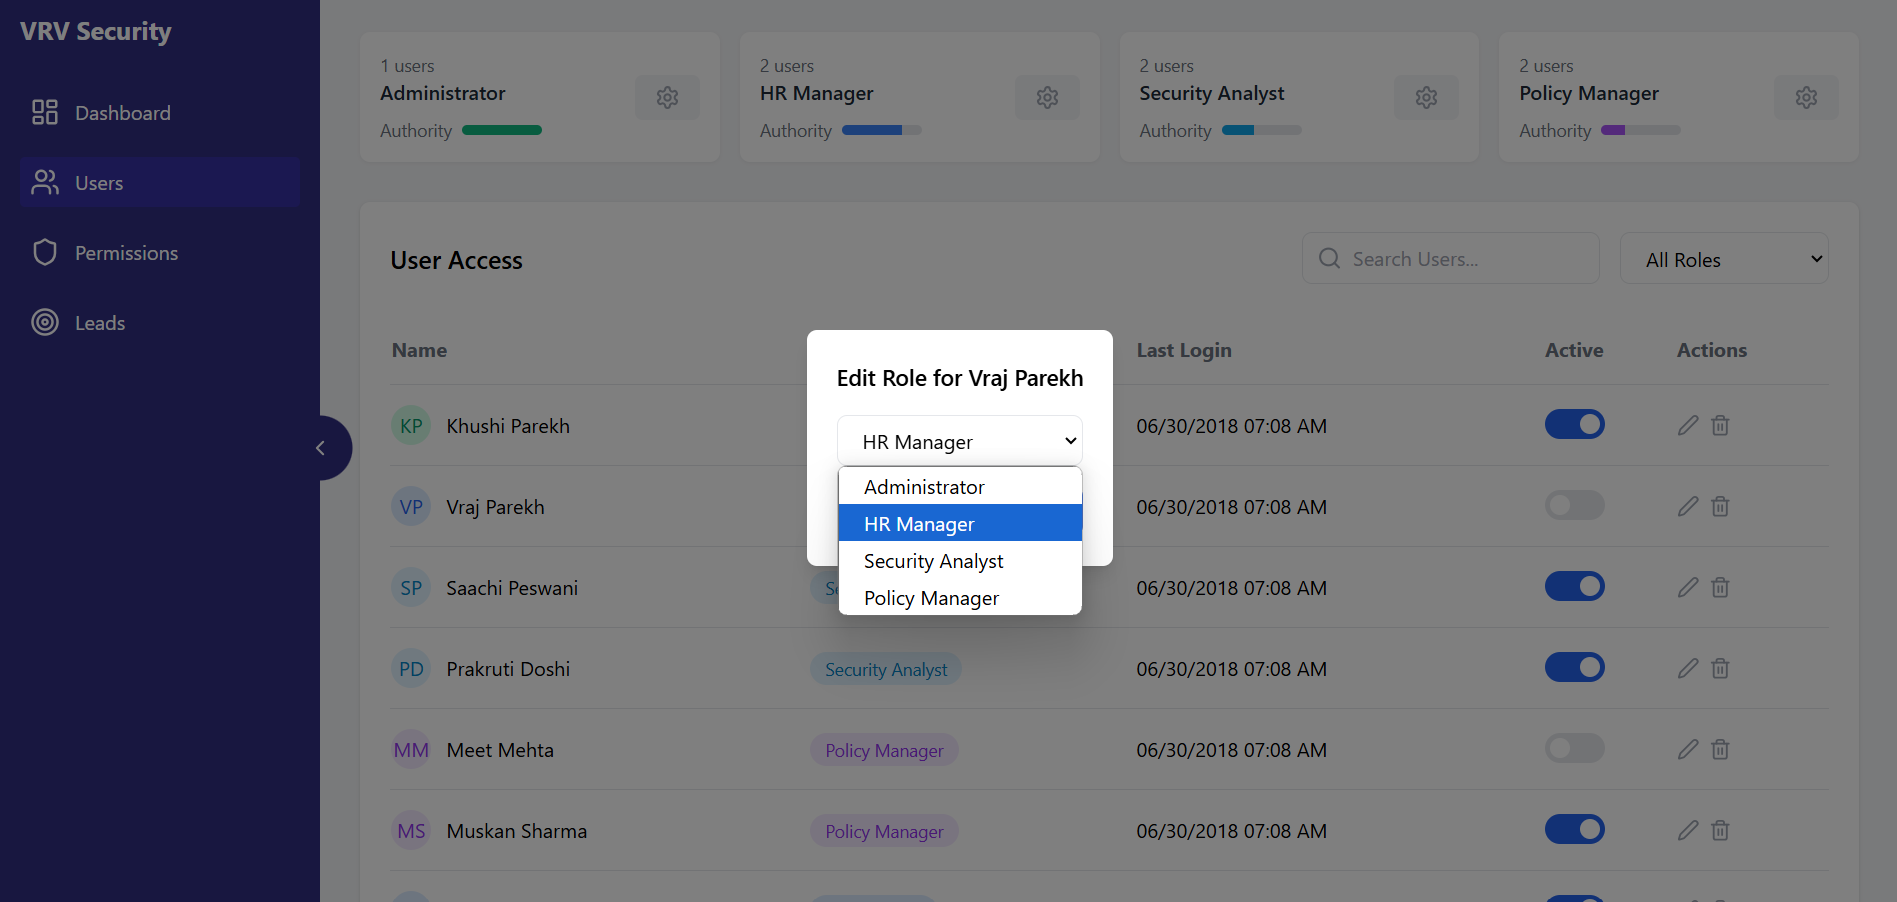 VRV Security
Dashboard
Users
Permissions
Leads
1 users
Administrator
Authority
2 users
HR Manager
Authority
2 users
Security Analyst
Authority
2 users
Policy Manager
Authority
User Access
Search Users...
All Roles
Name
Last Login
Active
Actions
Edit Role for Vraj Parekh
HR Manager
Administrator
HR Manager
Security Analyst
Policy Manager
KP Khushi Parekh 06/30/2018 07:08 AM
VP Vraj Parekh 06/30/2018 07:08 AM
SP Saachi Peswani 06/30/2018 07:08 AM
PD Prakruti Doshi Security Analyst 06/30/2018 07:08 AM
MM Meet Mehta Policy Manager 06/30/2018 07:08 AM
MS Muskan Sharma Policy Manager 06/30/2018 07:08 AM